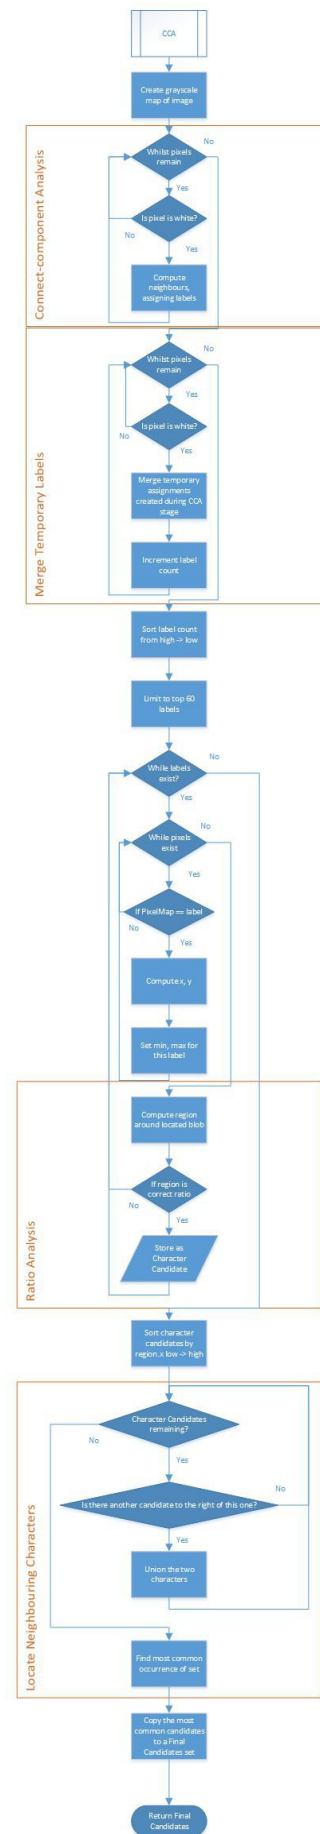 CCA
Create grayscale
map of image
Connect-component Analysis
Whilst pixels
remain
No
Yes
Is pixel is white?
No
Yes
Compute
neighbours,
assigning labels
Merge Temporary Labels
Whilst pixels
remain
No
Yes
Is pixel is white?
No
Yes
Merge temporary
assignments
created during CCA
stage
Increment label
count
Sort label count
from high -> low
Limit to top 60
labels
While labels
exist?
No
Yes
While pixels
exist
No
Yes
If PixelMap == label
No
Yes
Compute x, y
Set min, max for
this label
Ratio Analysis
Compute region
around located blob
If region is
correct ratio
No
Yes
Store as
Character
Candidate
Sort character
candidates by
region.x low -> high
Locate Neighbouring Characters
Character Candidates
remaining?
No
Yes
Is there another candidate to the right of this one?
No
Yes
Union the two
characters
Find most common
occurrence of set
Copy the most
common candidates
to a Final
Candidates set
Return Final
Candidates